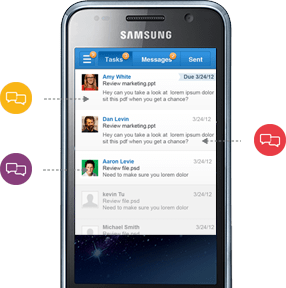 SAMSUNG
Tasks Messages Sent
Amy White Due 3/24/12
Review marketing.ppt
Hey can you take a look at lorem ipsum dolor
sit this pdf when you get a chance?
Dan Levin 3/24/12
Review marketing.ppt
Hey can you take a look at lorem ipsum dolor
sit this pdf when you get a chance?
Aaron Levie 3/24/12
Review file.psd
Need to make sure you lorem dolor
kevin Tu 3/24/12
Review file.psd
Need to make sure you lorem dolor
Michael Smith 3/24/12